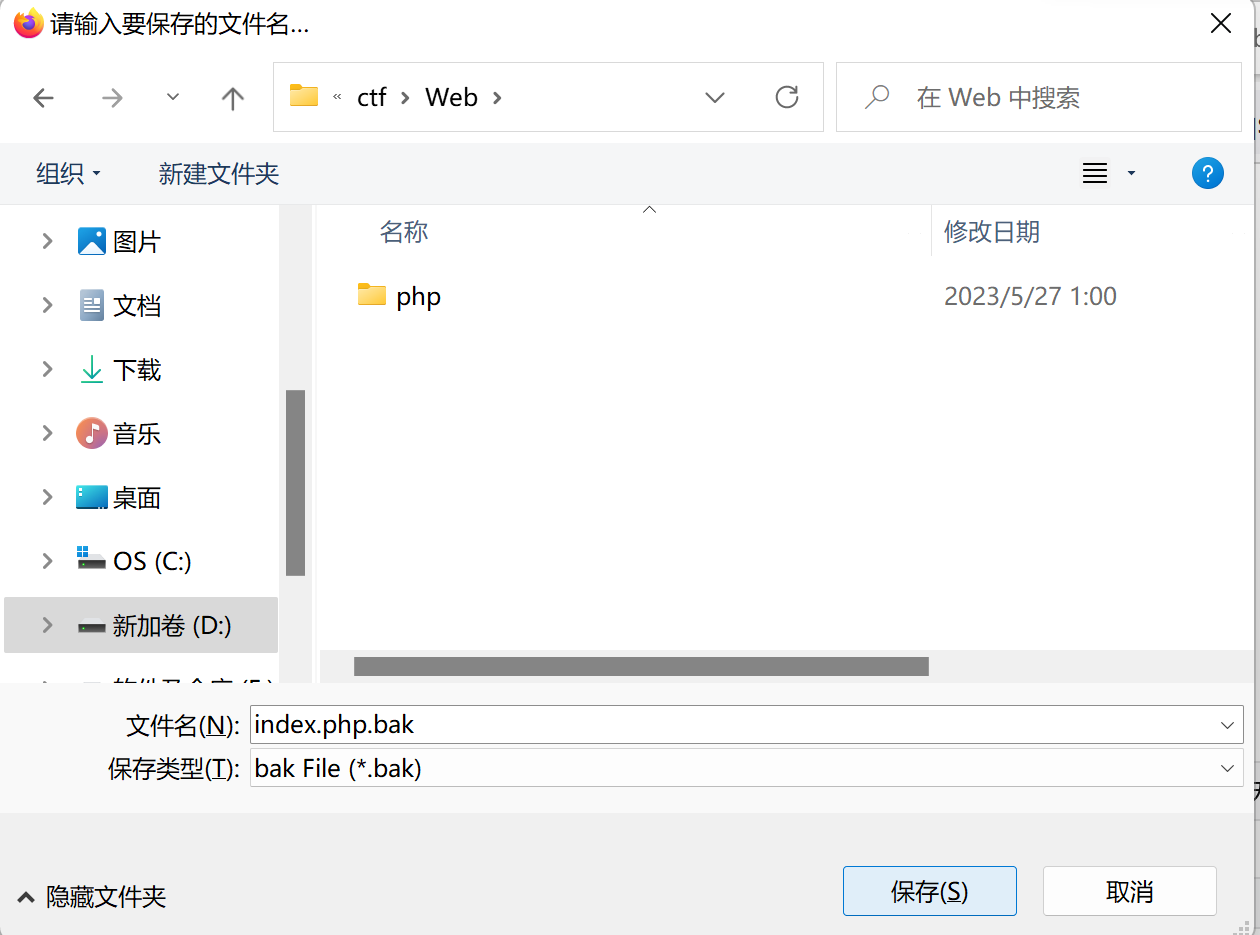 请输入要保存的文件名...
« ctf › Web ›
在 Web 中搜索
组织
新建文件夹
?
名称
修改日期
图片
php
2023/5/27 1:00
文档
下载
音乐
桌面
OS (C:)
新加卷 (D:)
文件名(N):
index.php.bak
保存类型(T):
bak File (*.bak)
隐藏文件夹
保存(S)
取消